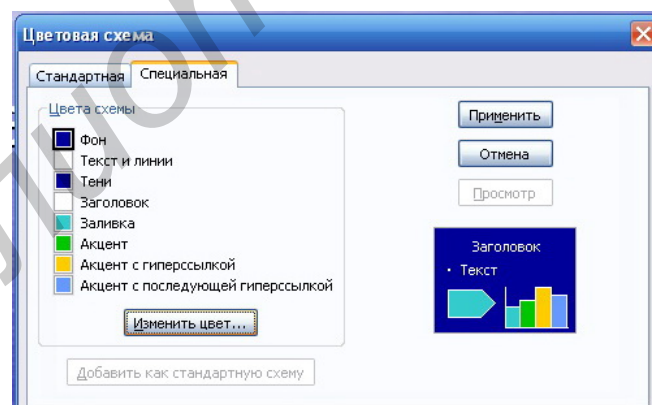 Цветовая схема
Стандартная Специальная
Цвета схемы
Фон
Текст и линии
Тени
Заголовок
Заливка
Акцент
Акцент с гиперссылкой
Акцент с последующей гиперссылкой
Изменить цвет...
Добавить как стандартную схему
Применить
Отмена
Просмотр
Заголовок
• Текст